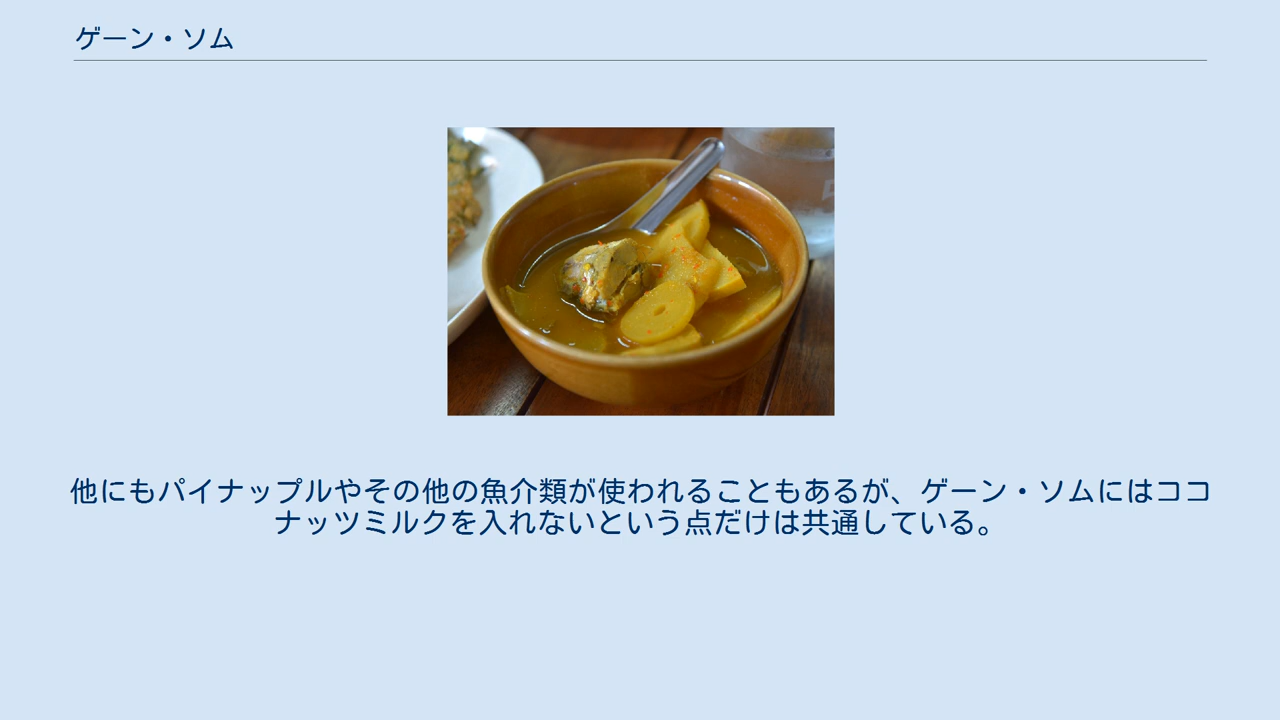 ゲーン・ソム
他にもパイナップルやその他の魚介類が使われることもあるが、ゲーン・ソムにはココ
ナッツミルクを入れないという点だけは共通している。